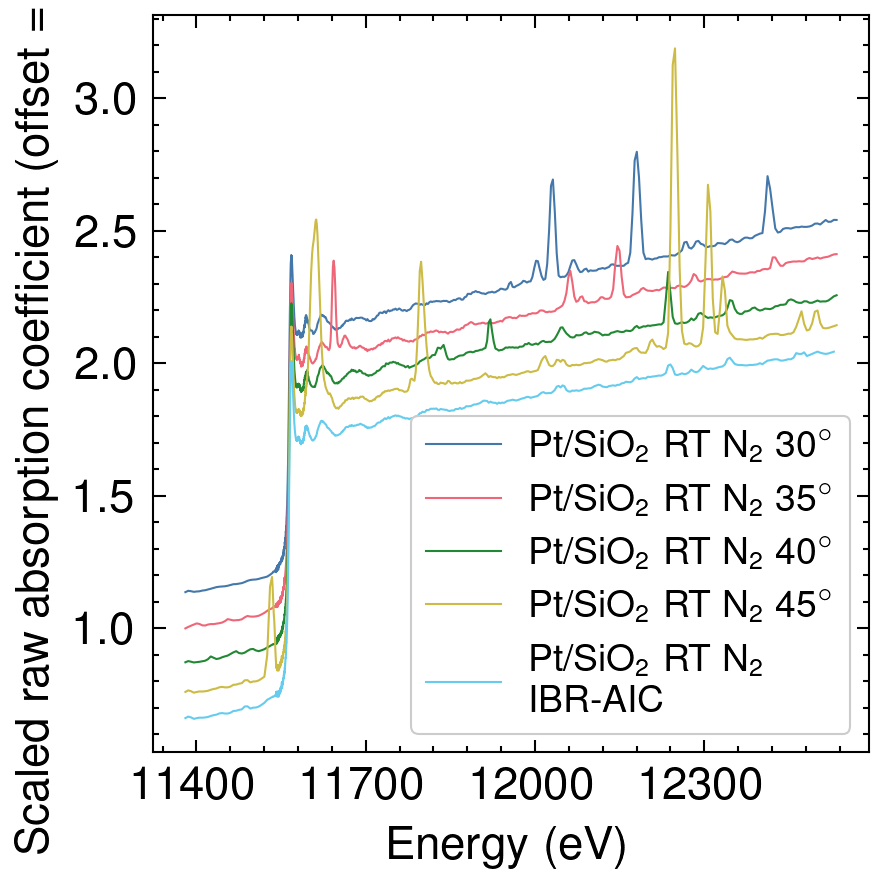 Scaled raw absorption coefficient (offset =
3.0
2.5
2.0
1.5
1.0
11400 11700 12000 12300
Energy (eV)
Pt/SiO₂ RT N₂ 30°
Pt/SiO₂ RT N₂ 35°
Pt/SiO₂ RT N₂ 40°
Pt/SiO₂ RT N₂ 45°
Pt/SiO₂ RT N₂
IBR-AIC